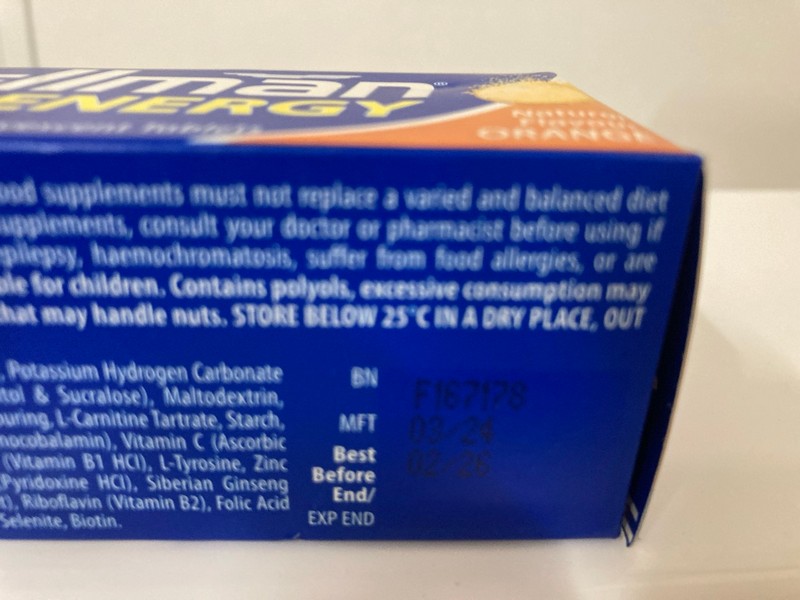 llmān®
ENERGY
Natural
Flavour
ORANGE
ood supplements must not replace a varied and balanced diet
upplements, consult your doctor or pharmacist before using if
epilepsy, haemochromatosis, suffer from food allergies, or are
ble for children. Contains polyols, excessive consumption may
hat may handle nuts. STORE BELOW 25°C IN A DRY PLACE, OUT
, Potassium Hydrogen Carbonate
tol & Sucralose), Maltodextrin,
ouring, L-Carnitine Tartrate, Starch,
nocobalamin), Vitamin C (Ascorbic
(Vitamin B1 HCl), L-Tyrosine, Zinc
(Pyridoxine HCl), Siberian Ginseng
t), Riboflavin (Vitamin B2), Folic Acid
Selenite, Biotin.
BN F167178
MFT 03/24
Best 02/26
Before
End/
EXP END